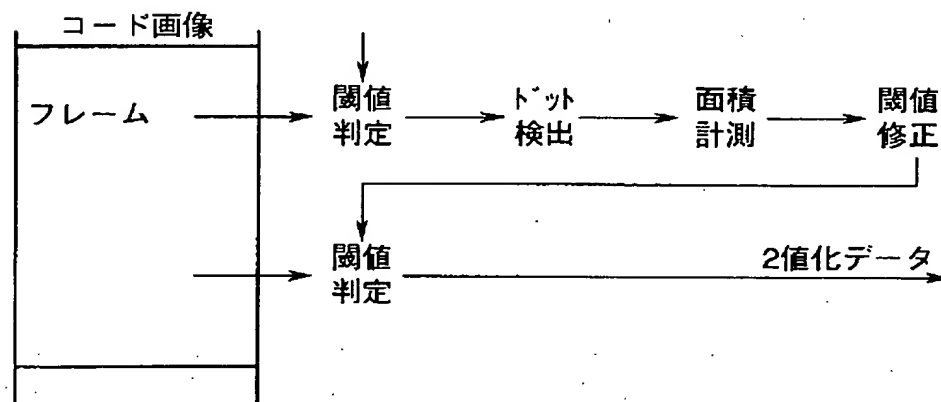 コード画像
フレーム
閾値
判定
ドット
検出
面積
計測
閾値
修正
閾値
判定
2値化データ